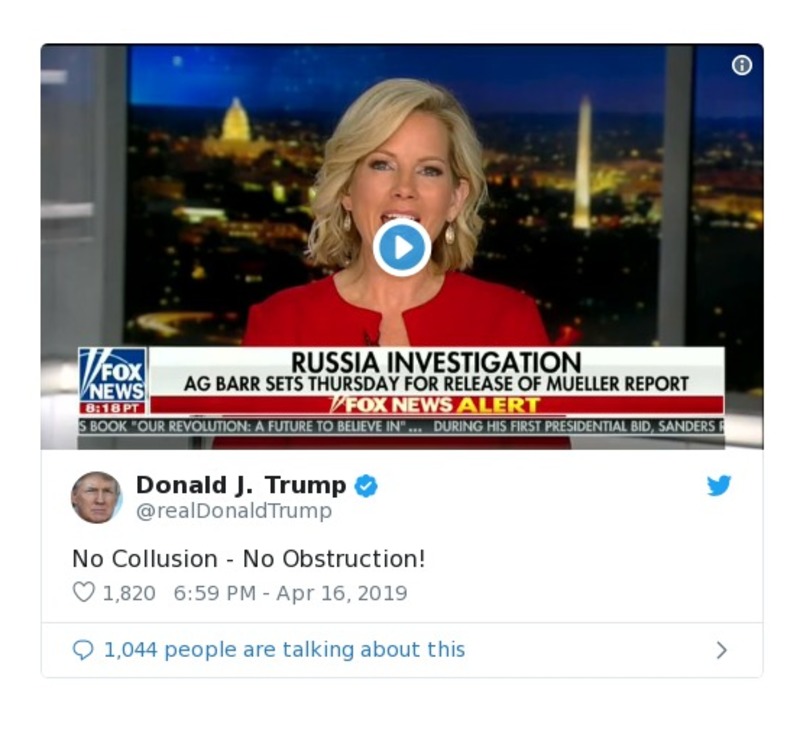 RUSSIA INVESTIGATION
AG BARR SETS THURSDAY FOR RELEASE OF MUELLER REPORT
FOX
NEWS
8:18 PT
FOX NEWS ALERT
S BOOK "OUR REVOLUTION: A FUTURE TO BELIEVE IN" ... DURING HIS FIRST PRESIDENTIAL BID, SANDERS
Donald J. Trump
@realDonaldTrump
No Collusion - No Obstruction!
1,820 6:59 PM - Apr 16, 2019
1,044 people are talking about this